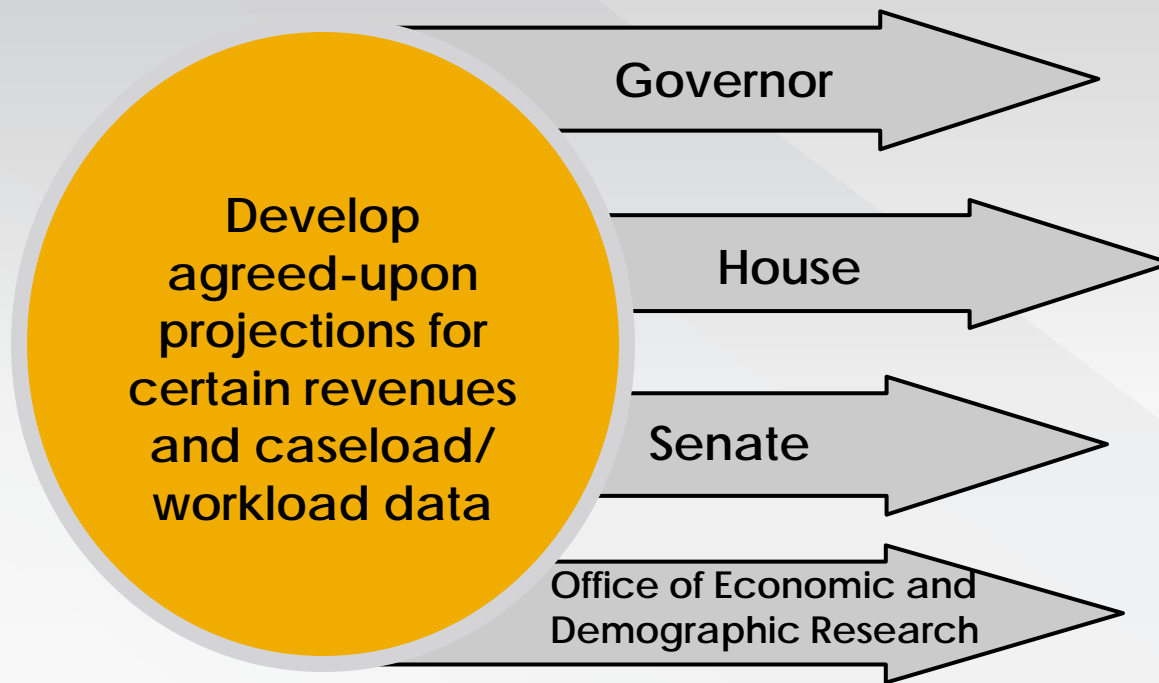 Governor
House
Develop
agreed-upon
projections for
certain revenues
and caseload/
workload data
Senate
Office of Economic and
Demographic Research